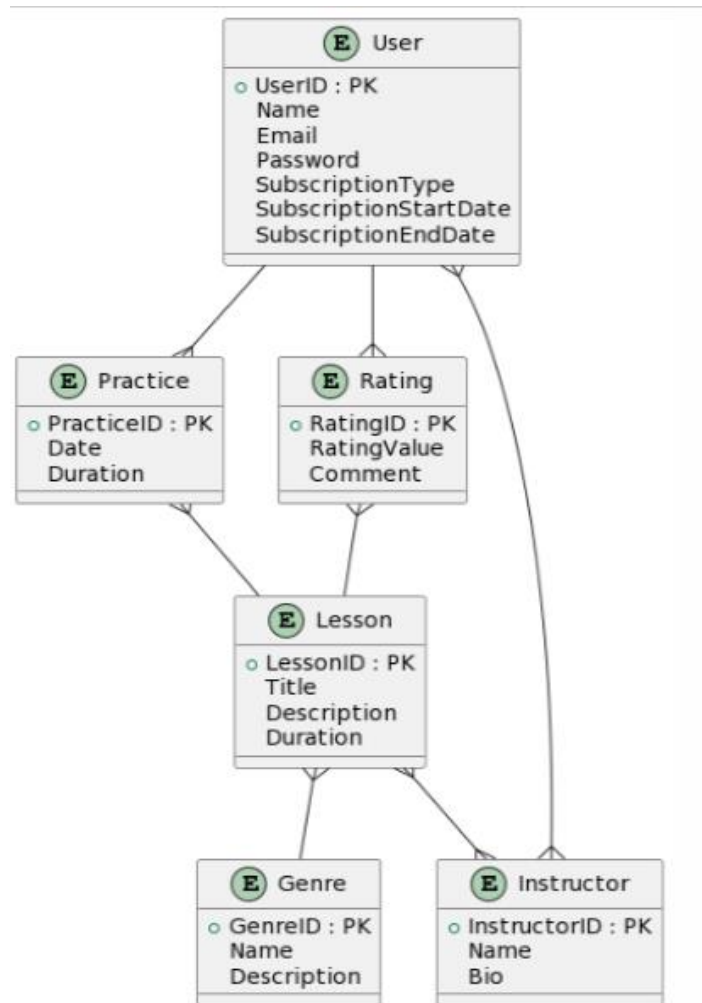 E User
UserID : PK
Name
Email
Password
SubscriptionType
SubscriptionStartDate
SubscriptionEndDate
E Practice
PracticeID : PK
Date
Duration
E Rating
RatingID : PK
RatingValue
Comment
E Lesson
LessonID : PK
Title
Description
Duration
E Genre
GenreID : PK
Name
Description
E Instructor
InstructorID : PK
Name
Bio